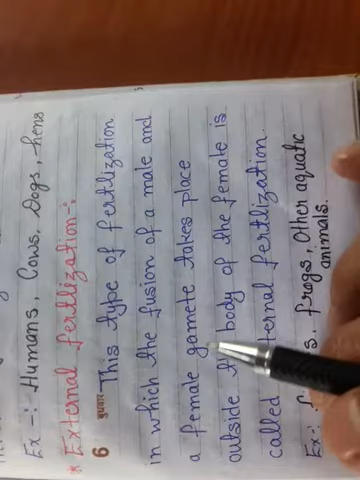 Ex -: Humans, Cows, Dogs, hens
* External fertilization -:
6 This type of fertilization
in which the fusion of a male and
a female gamete takes place
outside body of the female is
called fertilization.
Ex:- frogs, Other aquatic
animals.